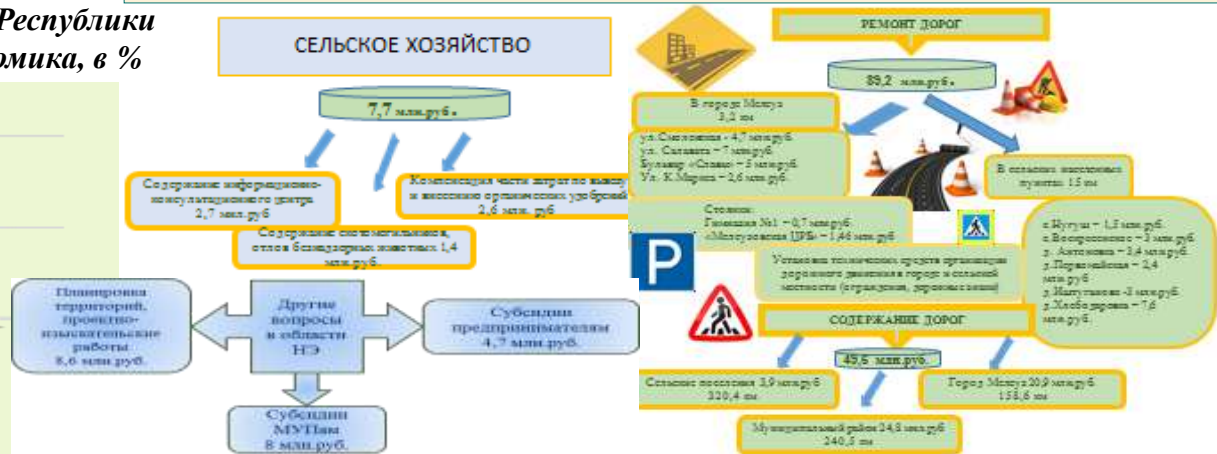 Республики
омика, в %
СЕЛЬСКОЕ ХОЗЯЙСТВО
7,7 млн.руб.
Содержание информационно-
консультационного центра
2,7 мил.руб
Компенсация части затрат по вывозу
и внесению органических удобрений
2,6 млн. руб
Содержание скотомогильников,
отлов безнадзорных животных 1,4
млн.руб.
Планировка
территорий,
проектно-
изыскательские
работы
8,6 млн.руб.
Другие
вопросы
в области
НЭ
Субсидии
предпринимателям
4,7 млн.руб.
Субсидии
МУПам
8 млн.руб.
РЕМОНТ ДОРОГ
89,2 млн.руб.
В городе Мелеуз
3,2 км
ул. Смоленская - 4,7 млн.руб.
ул. Салавата – 7 млн.руб.
Бульвар «Славы» – 5 млн.руб.
Ул. К.Маркса – 2,6 млн.руб.
В сельских населенных
пунктах 15 км
Стоянки:
Гимназия №1 – 0,7 млн.руб.
«Мелеузовская ЦРБ» – 1,46 млн.руб.
P
Установка технических средств организации
дорожного движения в городе и сельской
местности (ограждения, дорожные знаки)
с.Нугуш – 1,5 млн.руб.
с.Воскресенское – 3 млн.руб.
д. Антоновка – 3,4 млн.руб.
д.Первомайская – 2,4
млн.руб
д.Иштуганово -3 млн.руб.
д.Хлебодаровка – 7,6
млн.руб.
СОДЕРЖАНИЕ ДОРОГ
49,6 млн.руб.
Сельские поселения 3,9 млн.руб
320,4 км
Город Мелеуз 20,9 млн.руб.
158,6 км
Муниципальный район 24,8 млн.руб
240,5 км